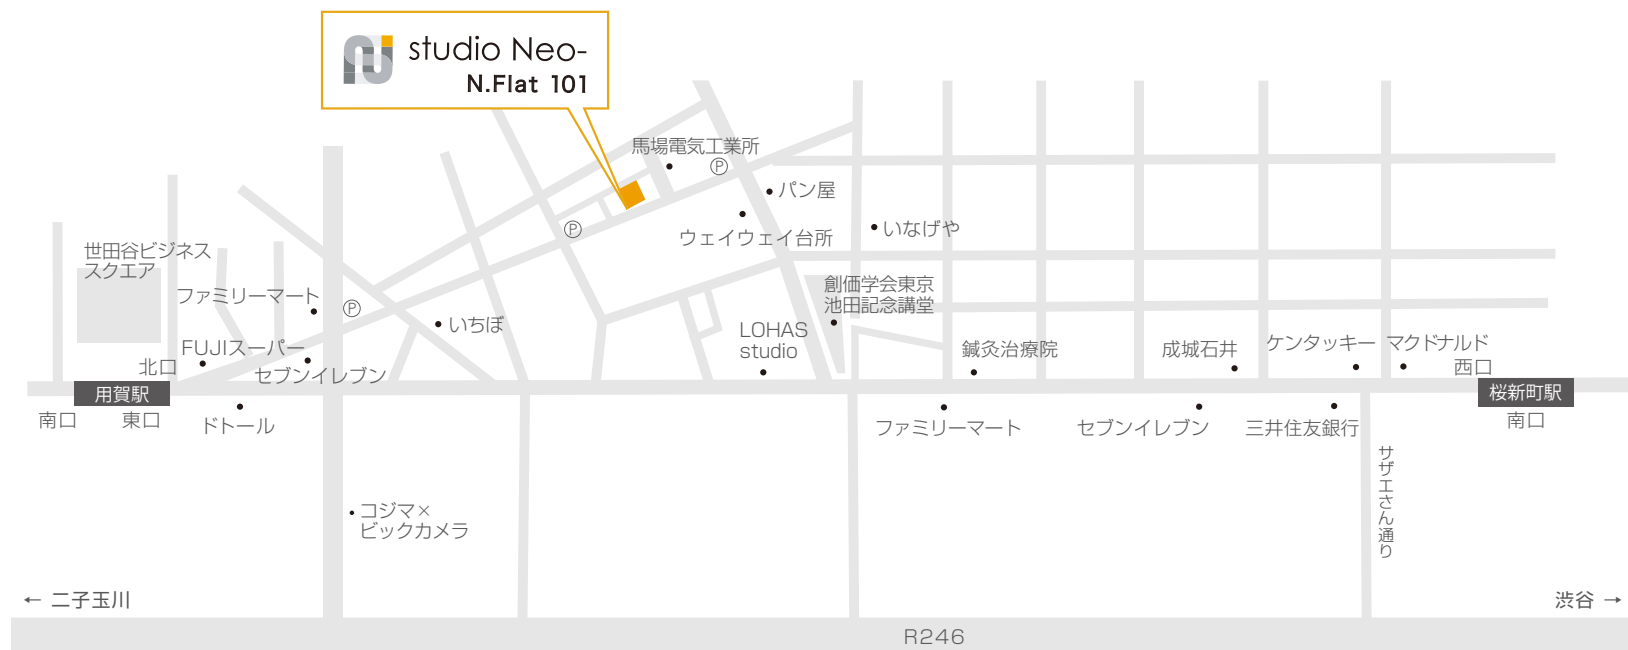 studio Neo-
N.Flat 101
馬場電気工業所
P
パン屋
P
ウェイウェイ台所
いなげや
世田谷ビジネス
スクエア
ファミリーマート
P
いちぼ
創価学会東京
池田記念講堂
LOHAS
studio
FUJIスーパー
セブンイレブン
北口
用賀駅
南口
東口
ドトール
鍼灸治療院
成城石井
ケンタッキー
マクドナルド
西口
桜新町駅
南口
ファミリーマート
セブンイレブン
三井住友銀行
サザエさん通り
コジマ×
ビックカメラ
← 二子玉川
渋谷 →
R246